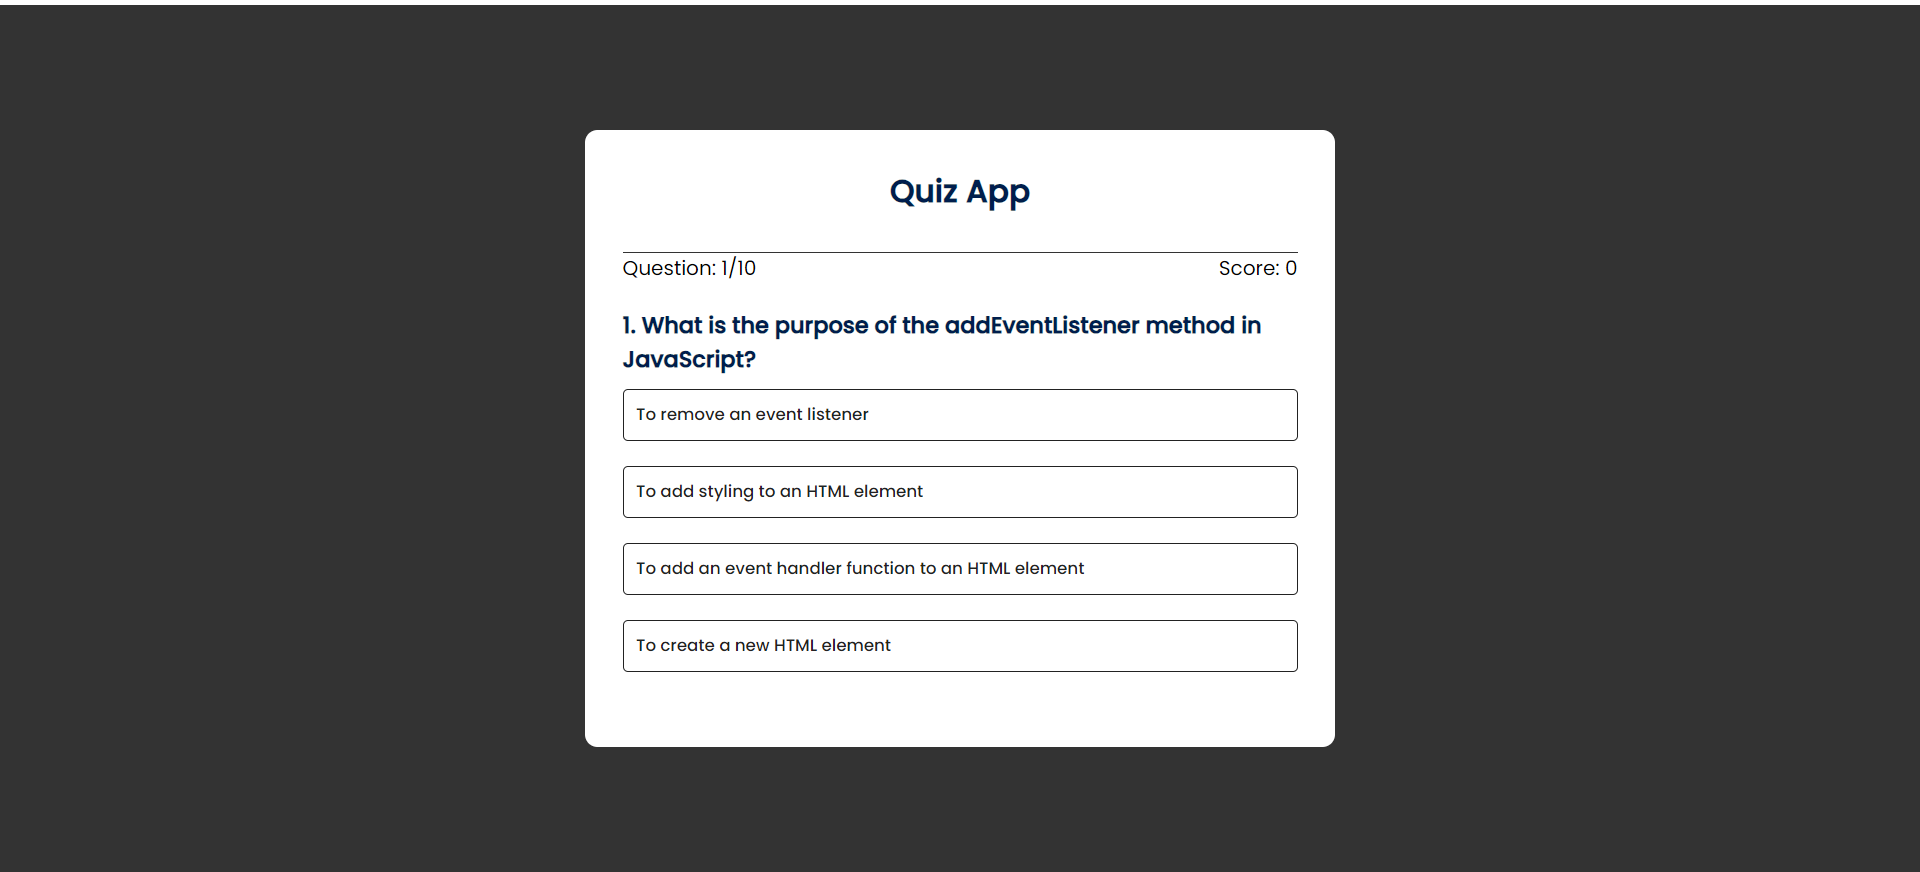 Quiz App
Question: 1/10
Score: 0
1. What is the purpose of the addEventListener method in
JavaScript?
To remove an event listener
To add styling to an HTML element
To add an event handler function to an HTML element
To create a new HTML element